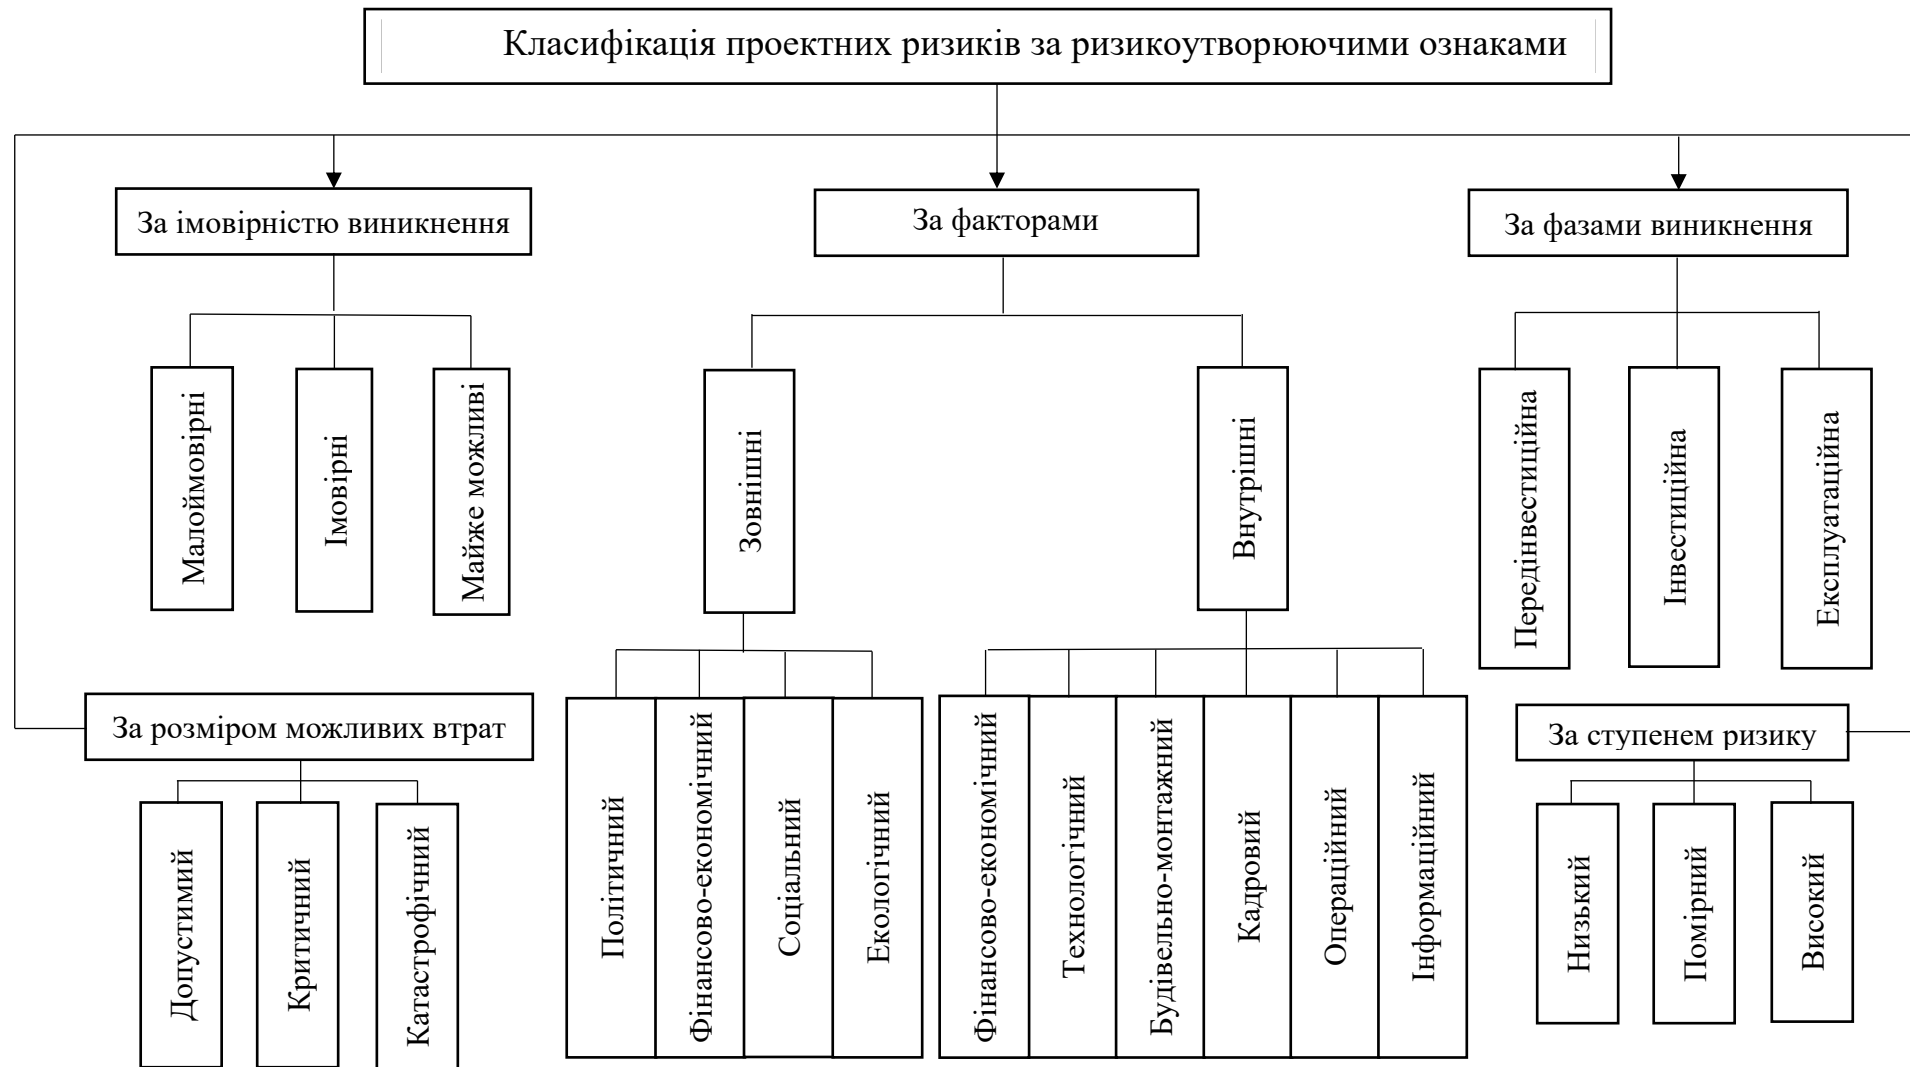 Класифікація проектних ризиків за ризикоутворюючими ознаками
За імовірністю виникнення
За факторами
За фазами виникнення
Малоймовірні
Імовірні
Майже можливі
Зовнішні
Внутрішні
Передінвестиційна
Інвестиційна
Експлуатаційна
За розміром можливих втрат
За ступенем ризику
Допустимий
Критичний
Катастрофічний
Політичний
Фінансово-економічний
Соціальний
Екологічний
Фінансово-економічний
Технологічний
Будівельно-монтажний
Кадровий
Операційний
Інформаційний
Низький
Помірний
Високий